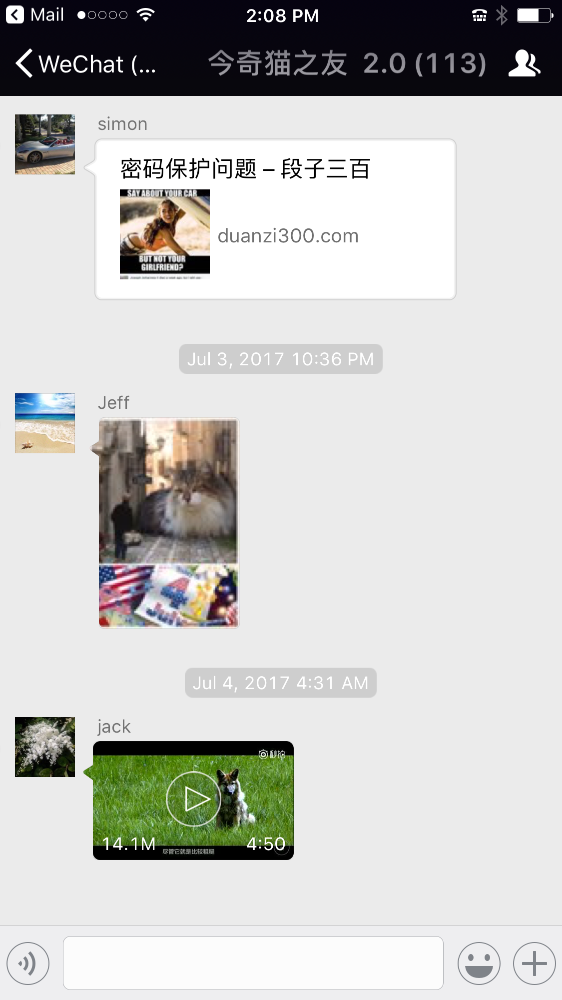 Mail
2:08 PM
WeChat (...
今奇猫之友 2.0 (113)
simon
密码保护问题 – 段子三百
SAY ABOUT YOUR CAR
BUT NOT YOUR
GIRLFRIEND?
duanzi300.com
Jul 3, 2017 10:36 PM
Jeff
Jul 4, 2017 4:31 AM
jack
秒拍
14.1M
4:50
尽管它就是比较粗糙